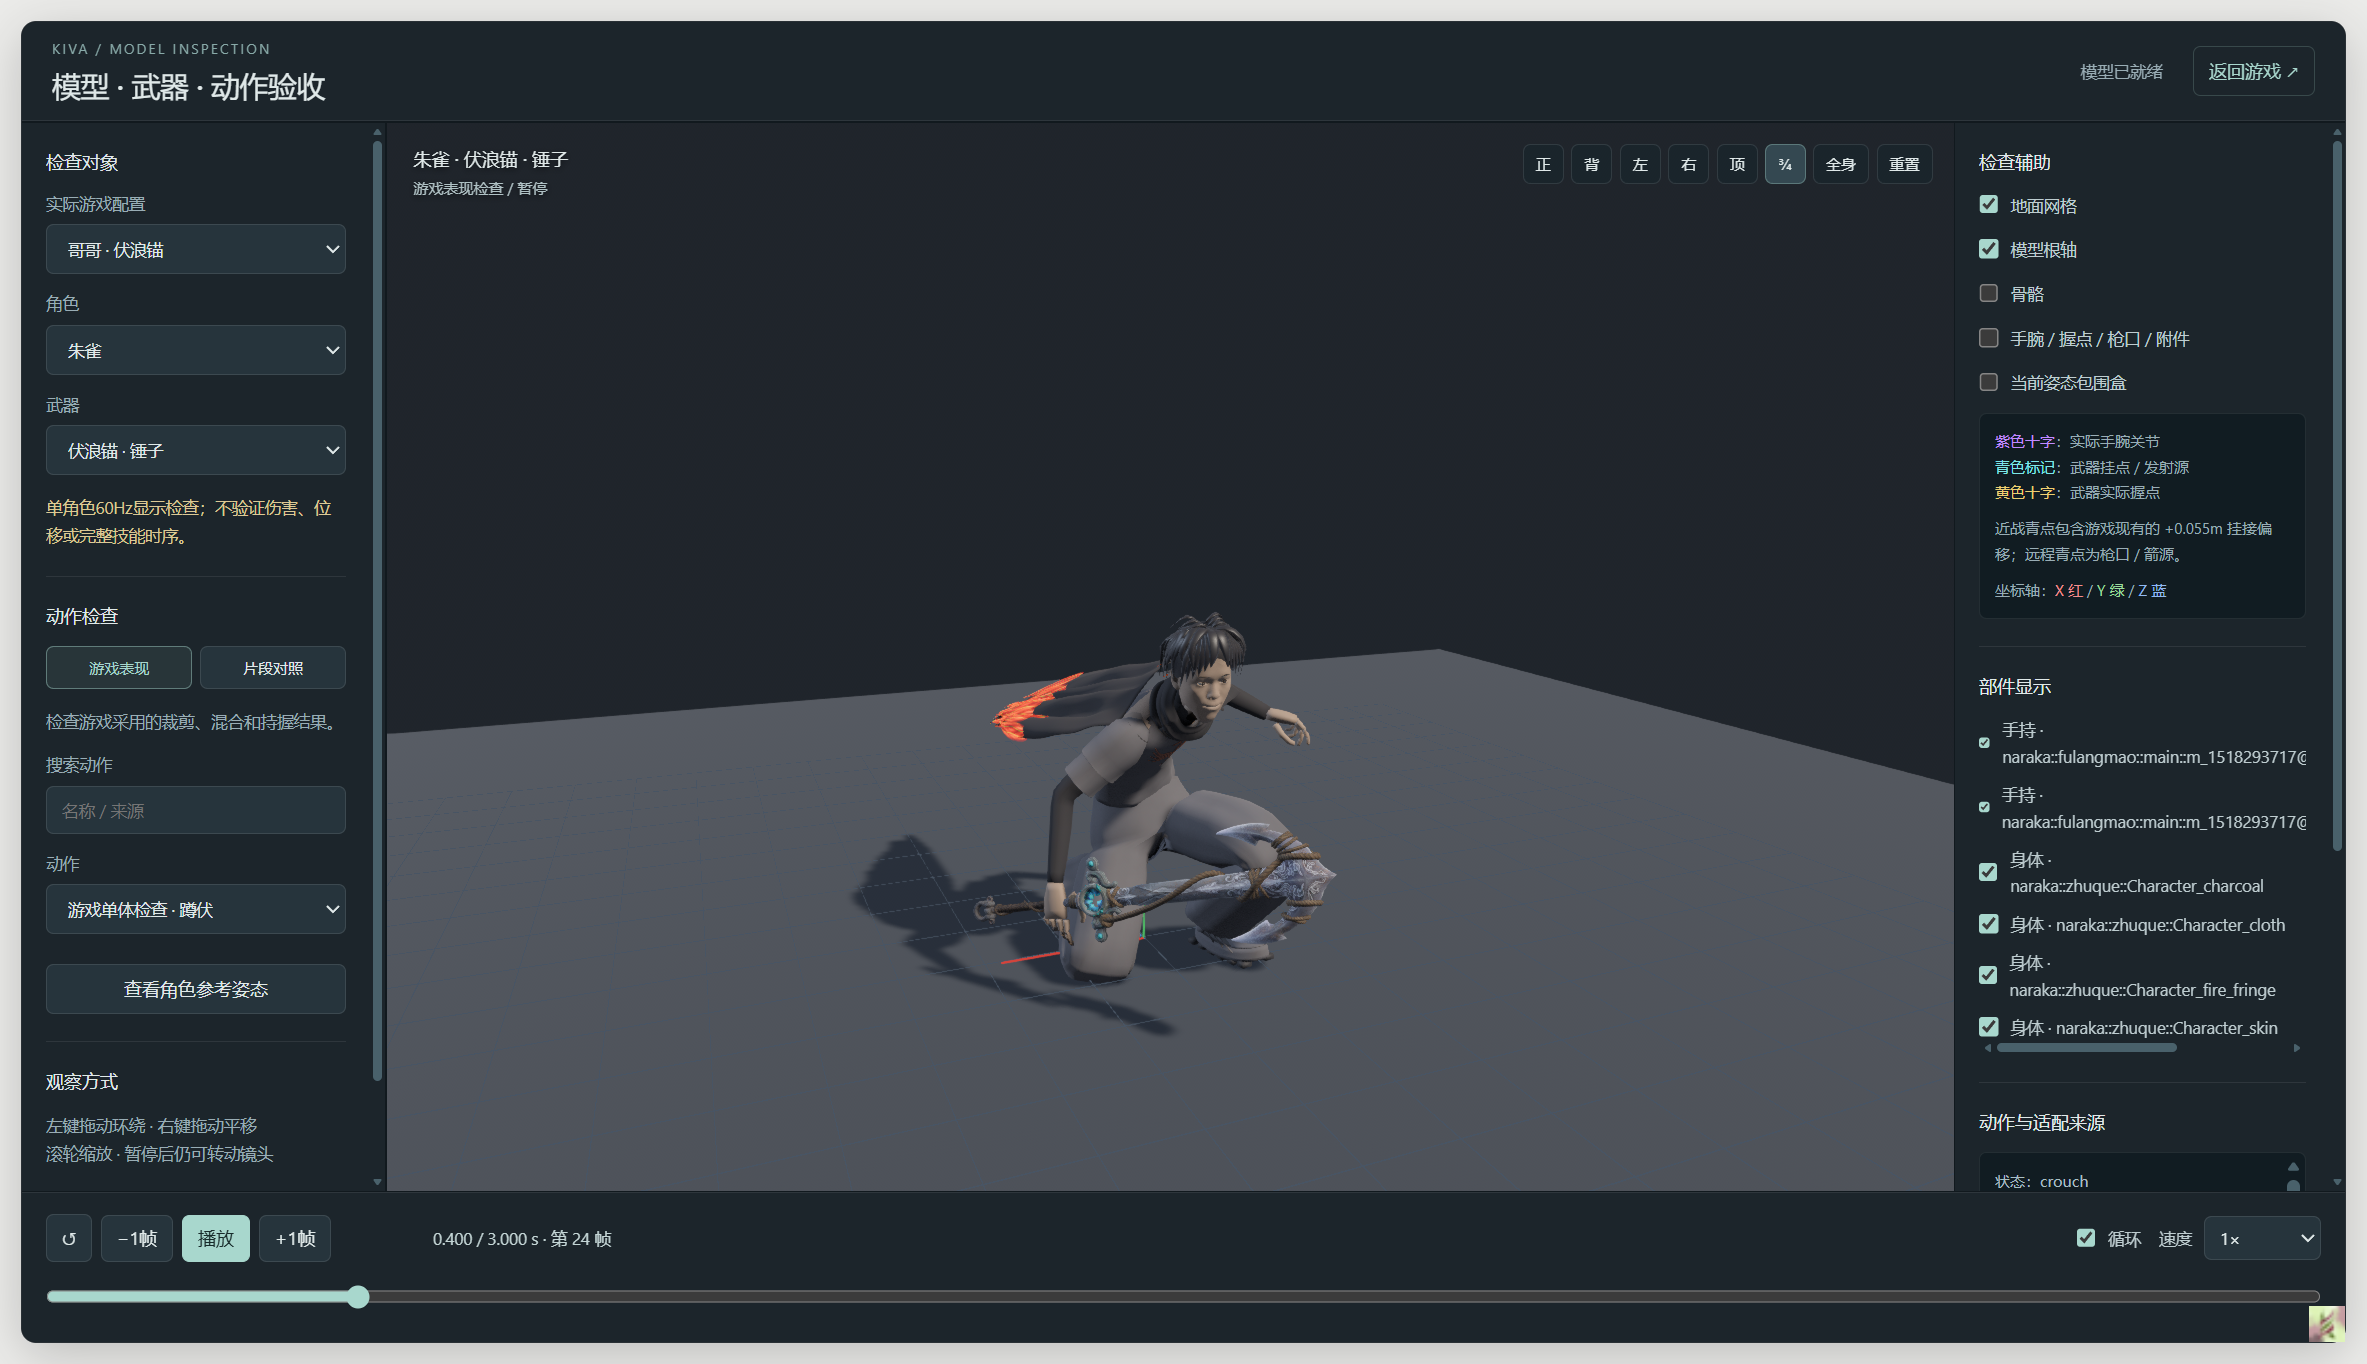 KIVA / MODEL INSPECTION
模型 · 武器 · 动作验收
模型已就绪
返回游戏 ↗
检查对象
实际游戏配置
哥哥 · 伏浪锚
角色
朱雀
武器
伏浪锚 · 锤子
单角色60Hz显示检查；不验证伤害、位
移或完整技能时序。
动作检查
游戏表现
片段对照
检查游戏采用的裁剪、混合和持握结果。
搜索动作
名称 / 来源
动作
游戏单体检查 · 蹲伏
查看角色参考姿态
观察方式
左键拖动环绕 · 右键拖动平移
滚轮缩放 · 暂停后仍可转动镜头
朱雀 · 伏浪锚 · 锤子
游戏表现检查 / 暂停
正
背
左
右
顶
¾
全身
重置
检查辅助
地面网格
模型根轴
骨骼
手腕 / 握点 / 枪口 / 附件
当前姿态包围盒
紫色十字：实际手腕关节
青色标记：武器挂点 / 发射源
黄色十字：武器实际握点
近战青点包含游戏现有的 +0.055m 挂接偏
移；远程青点为枪口 / 箭源。
坐标轴：X 红 / Y 绿 / Z 蓝
部件显示
手持 ·
naraka::fulangmao::main::m_1518293717@
手持 ·
naraka::fulangmao::main::m_1518293717@
身体 ·
naraka::zhuque::Character_charcoal
身体 · naraka::zhuque::Character_cloth
身体 ·
naraka::zhuque::Character_fire_fringe
身体 · naraka::zhuque::Character_skin
动作与适配来源
状态：crouch
↺
−1帧
播放
+1帧
0.400 / 3.000 s · 第 24 帧
循环
速度
1×